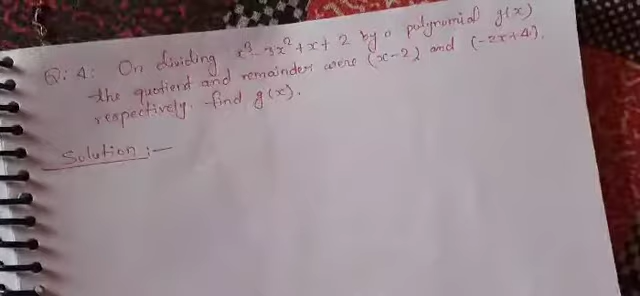 Q: 4: On dividing x³-3x²+x+2 by a polynomial g(x)
the quotient and remainder were (x-2) and (-2x+4).
respectively. find g(x).
Solution :-